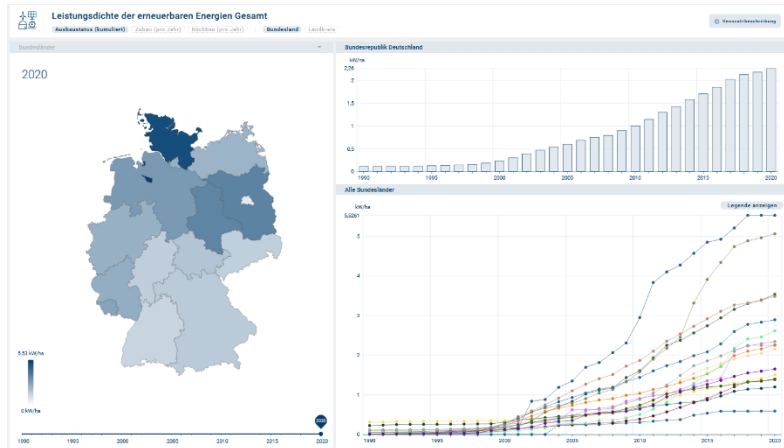 Leistungsdichte der erneuerbaren Energien Gesamt
Ausbaustatus (kumuliert) Zubau (pro Jahr) Rückbau (pro Jahr) Bundesland Landkreis
Bundesländer
2020
5,53 kW/ha
0 kW/ha
1990 1995 2000 2005 2010 2015 2020
2020
Bundesrepublik Deutschland
kW/ha
2,26
2
1,5
1
0,5
0
1990 1995 2000 2005 2010 2015 2020
Alle Bundesländer
Legende anzeigen
kW/ha
5,5261
5
4
3
2
1
0
1990 1995 2000 2005 2010 2015 2020